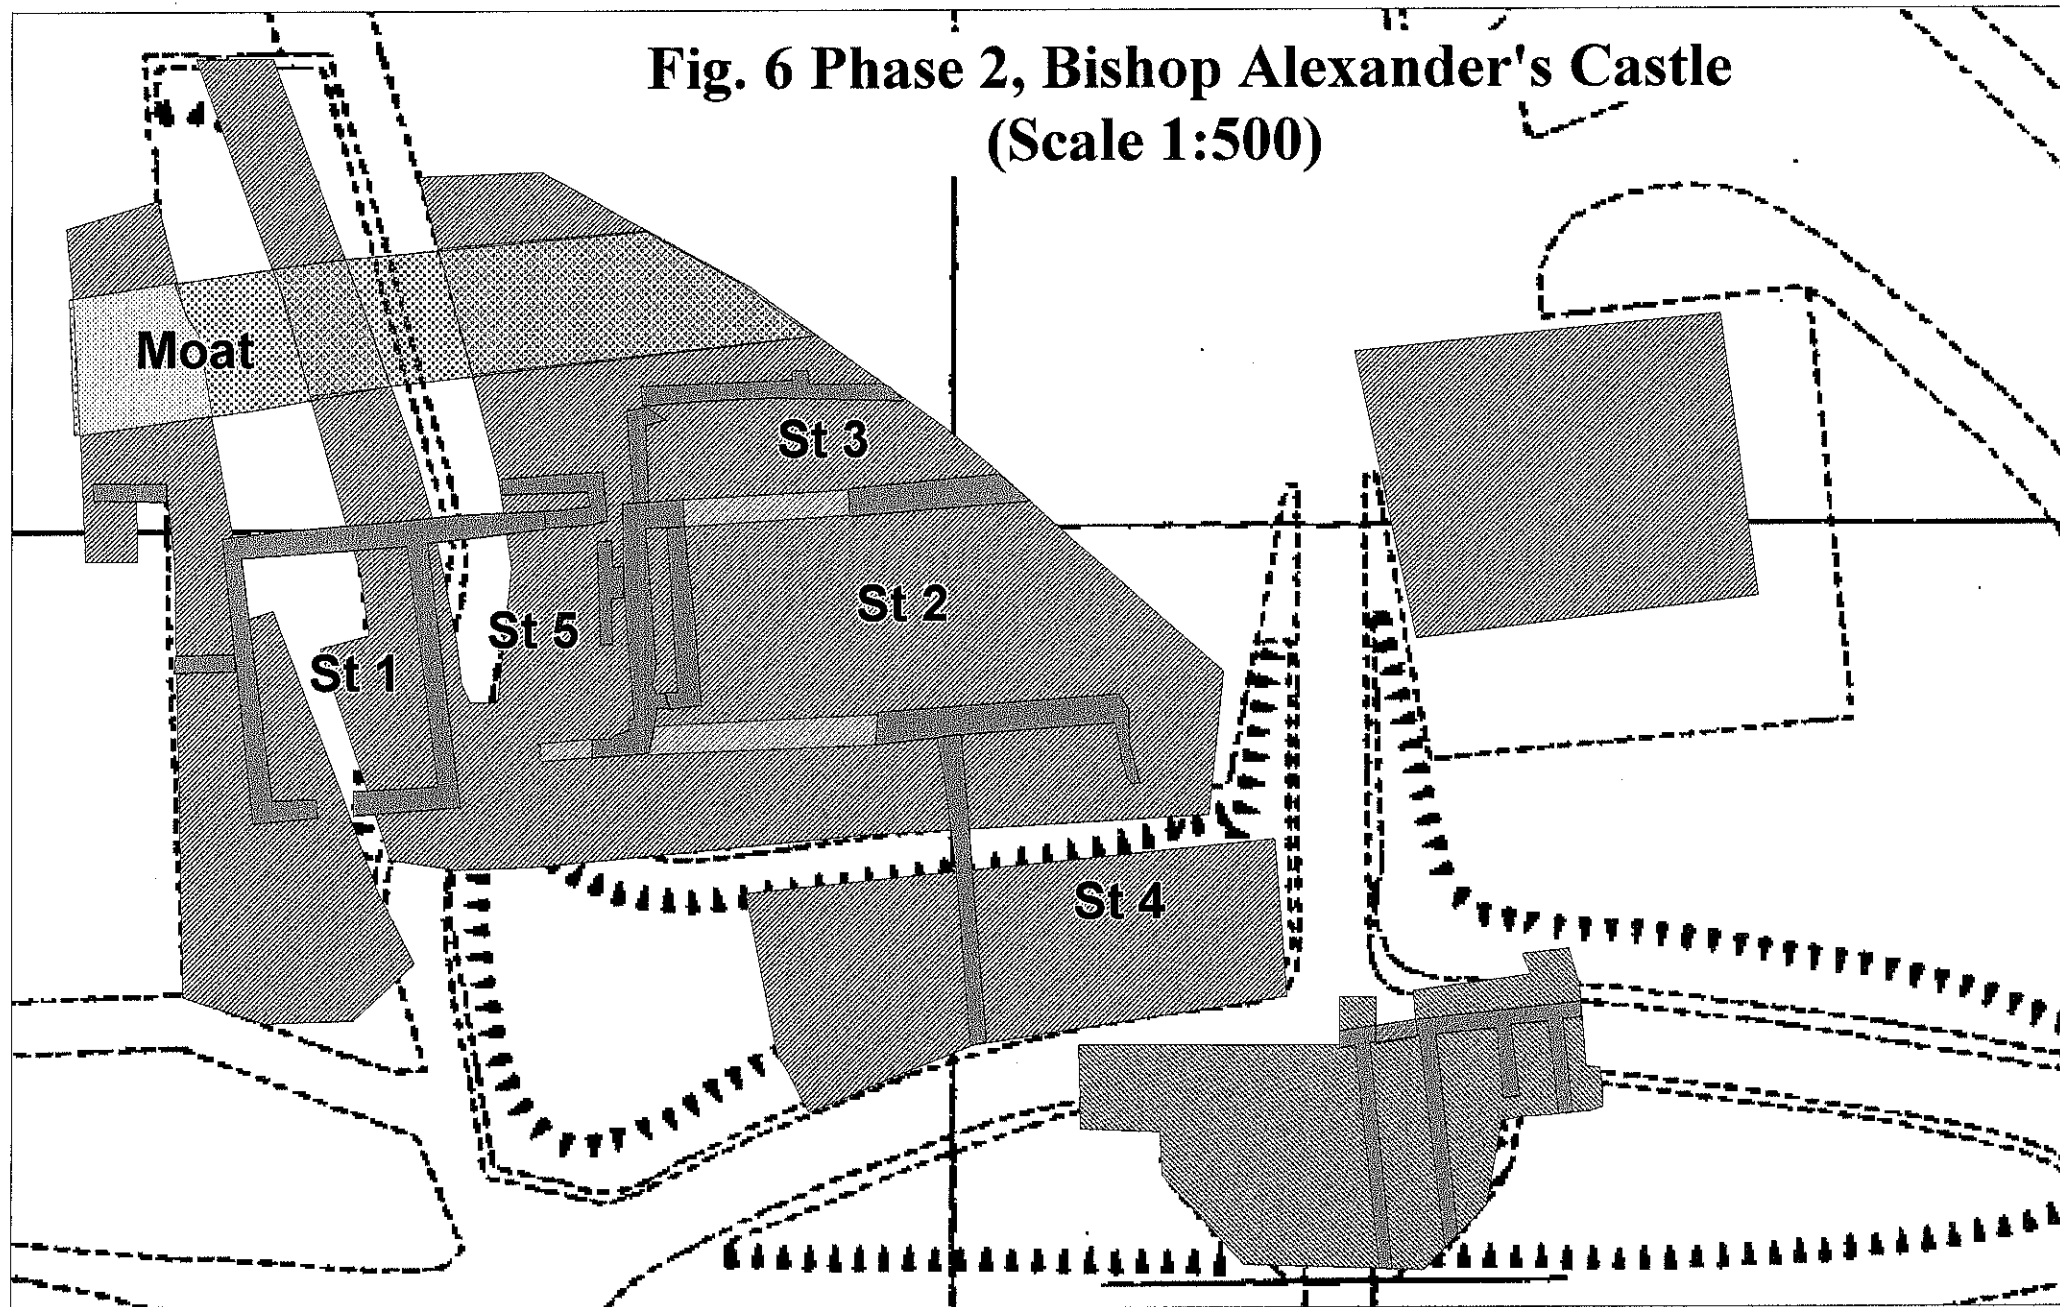 Fig. 6 Phase 2, Bishop Alexander's Castle
(Scale 1:500)
Moat
St 3
St 2
St 5
St 1
St 4